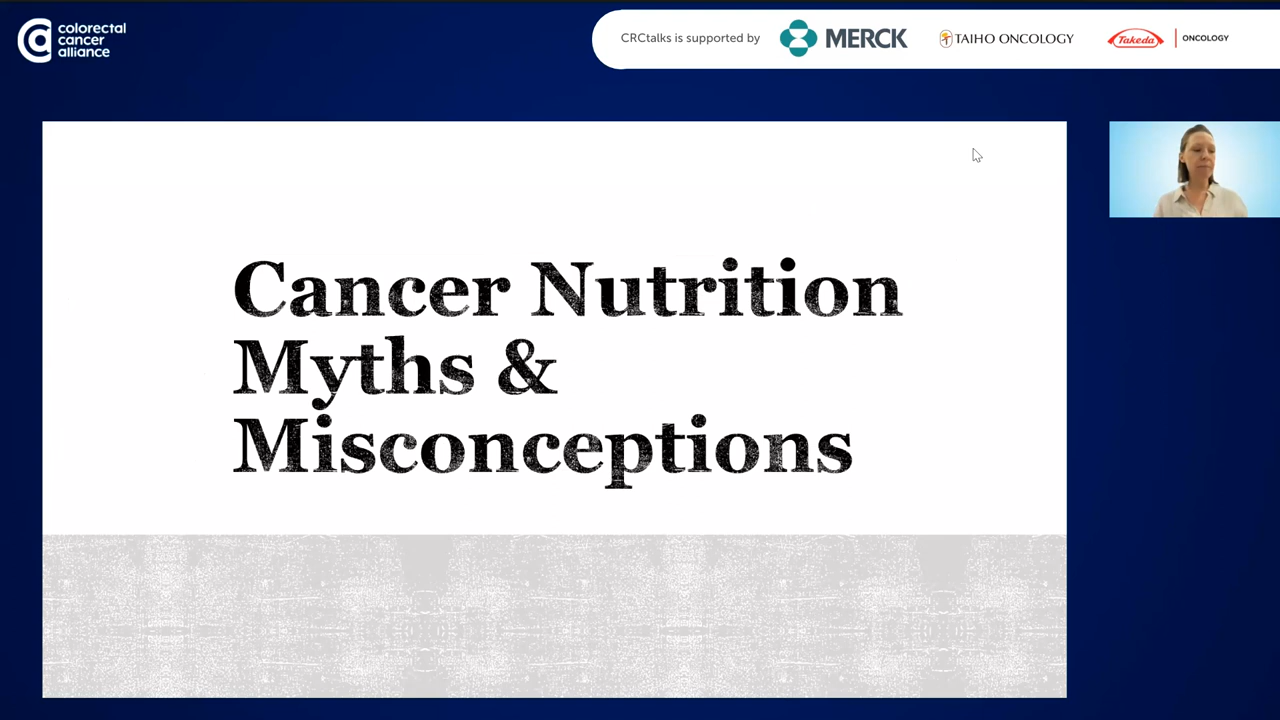 colorectal
cancer
alliance
CRCtalks is supported by
MERCK
TAIHO ONCOLOGY
Takeda
ONCOLOGY
Cancer Nutrition
Myths &
Misconceptions